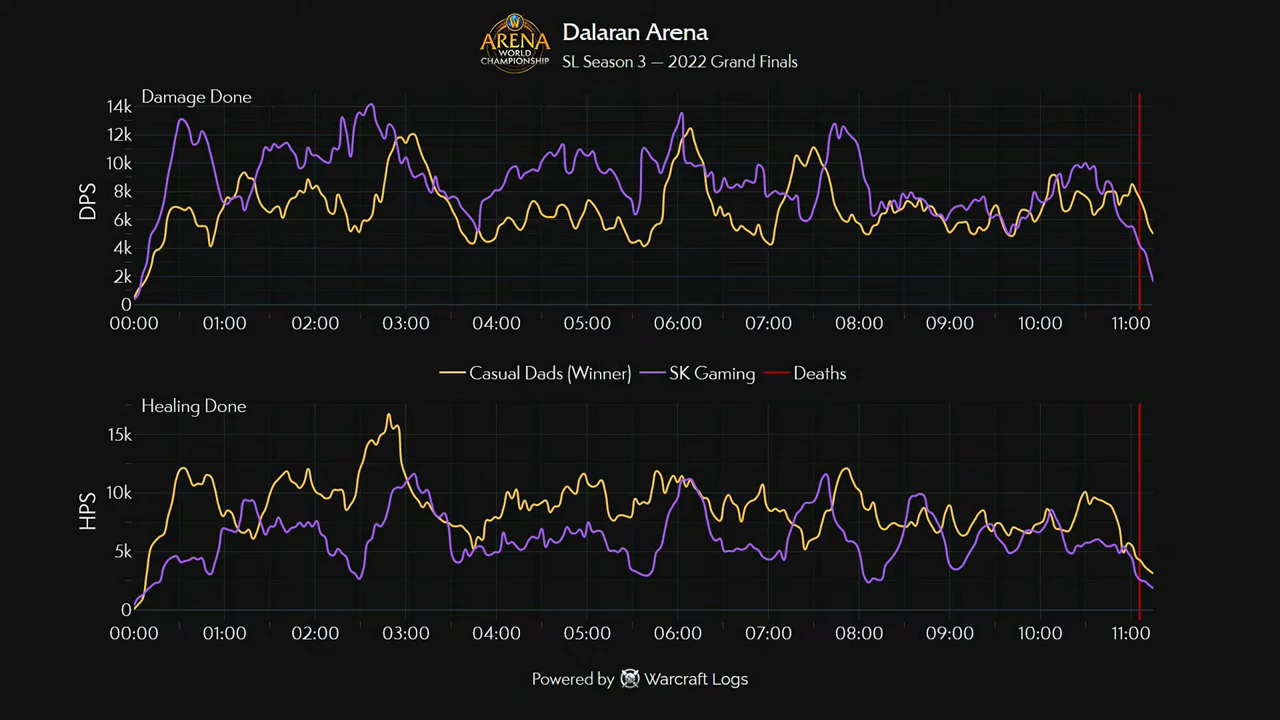 W
ARENA
WORLD
CHAMPIONSHIP
Dalaran Arena
SL Season 3 — 2022 Grand Finals
Damage Done
DPS
14k
12k
10k
8k
6k
4k
2k
0
00:00 01:00 02:00 03:00 04:00 05:00 06:00 07:00 08:00 09:00 10:00 11:00
Casual Dads (Winner) SK Gaming Deaths
Healing Done
HPS
15k
10k
5k
0
00:00 01:00 02:00 03:00 04:00 05:00 06:00 07:00 08:00 09:00 10:00 11:00
Powered by Warcraft Logs